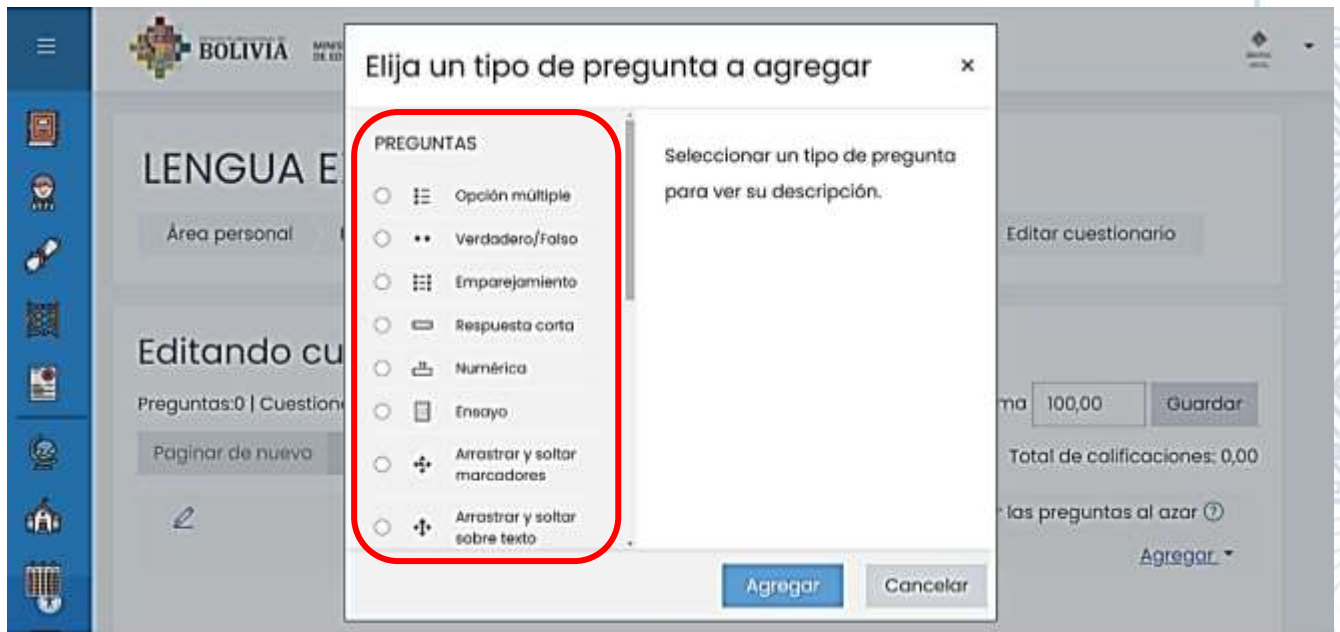 BOLIVIA
Elija un tipo de pregunta a agregar
×
PREGUNTAS
Opción múltiple
Verdadero/Falso
Emparejamiento
Respuesta corta
Numérica
Ensayo
Arrastrar y soltar
marcadores
Arrastrar y soltar
sobre texto
Seleccionar un tipo de pregunta
para ver su descripción.
Agregar
Cancelar
LENGUA E
Área personal
Editar cuestionario
Editando cu
Preguntas:0 | Cuestion
ma 100,00 Guardar
Paginar de nuevo
Total de calificaciones: 0,00
las preguntas al azar
Agregar